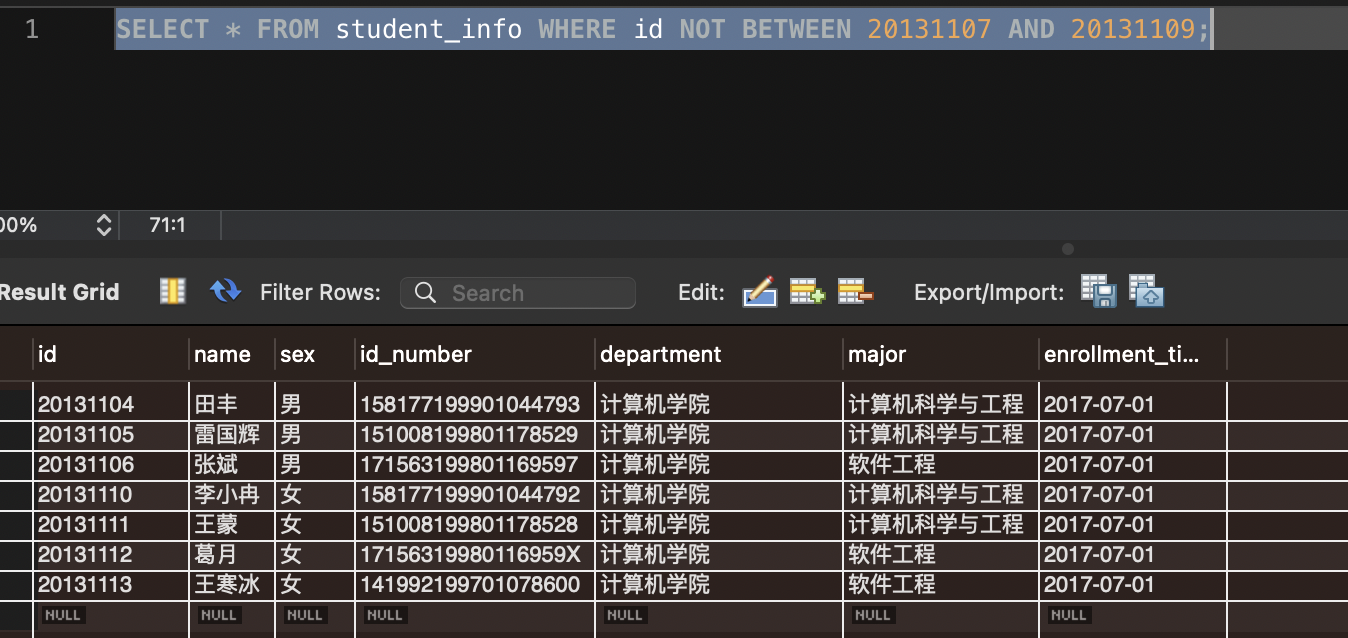 1 SELECT * FROM student_info WHERE id NOT BETWEEN 20131107 AND 20131109;
00% 71:1
Result Grid Filter Rows: Search Edit: Export/Import:
id name sex id_number department major enrollment_ti...
20131104 田丰 男 158177199901044793 计算机学院 计算机科学与工程 2017-07-01
20131105 雷国辉 男 151008199801178529 计算机学院 计算机科学与工程 2017-07-01
20131106 张斌 男 171563199801169597 计算机学院 软件工程 2017-07-01
20131110 李小冉 女 158177199901044792 计算机学院 计算机科学与工程 2017-07-01
20131111 王蒙 女 151008199801178528 计算机学院 计算机科学与工程 2017-07-01
20131112 葛月 女 17156319980116959X 计算机学院 软件工程 2017-07-01
20131113 王寒冰 女 141992199701078600 计算机学院 软件工程 2017-07-01
NULL NULL NULL NULL NULL NULL NULL